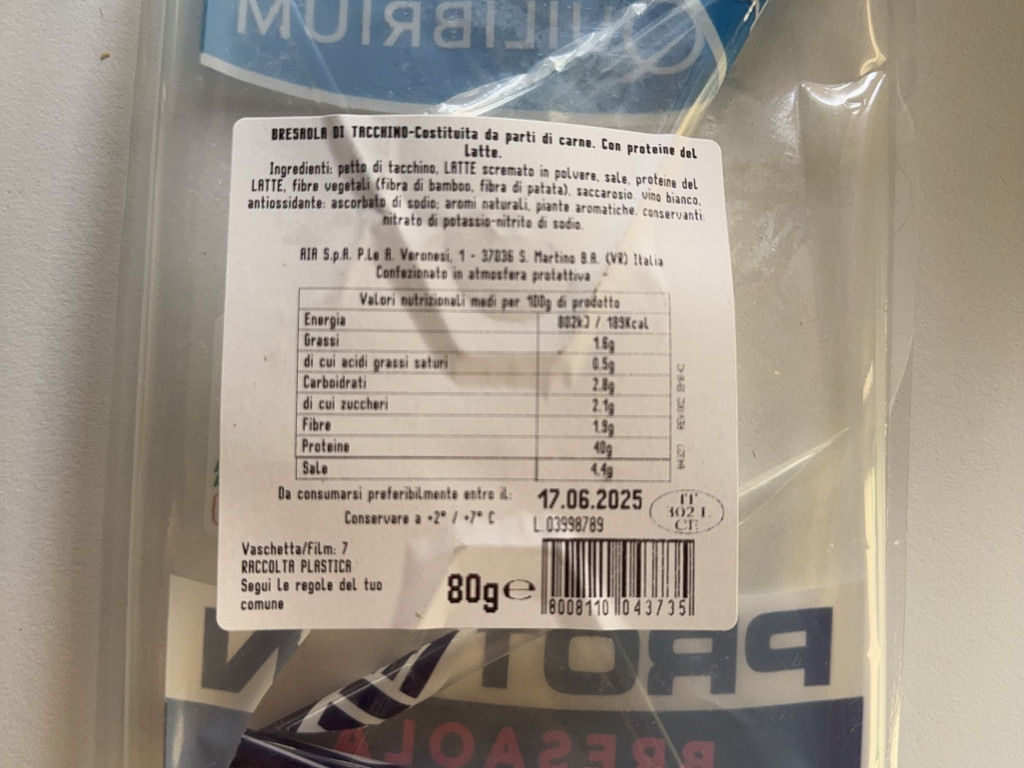 QUILIBRIUM
BRESAOLA DI TACCHINO-Costituita da parti di carne. Con proteine del
Latte.
Ingredienti: petto di tacchino, LATTE scremato in polvere, sale, proteine del
LATTE, fibre vegetali (fibra di bamboo, fibra di patata), saccarosio, vino bianco,
antiossidante: ascorbato di sodio; aromi naturali, piante aromatiche, conservanti:
nitrato di potassio-nitrito di sodio.
AIA S.p.A. P.Le A. Veronesi, 1 - 37036 S. Martino B.A. (VR) Italia
Confezionato in atmosfera protettiva
Valori nutrizionali medi per 100g di prodotto
Energia 802kJ / 189Kcal
Grassi 1.6g
di cui acidi grassi saturi 0.5g
Carboidrati 2.8g
di cui zuccheri 2.1g
Fibre 1.9g
Proteine 40g
Sale 4.4g
Da consumarsi preferibilmente entro il: 17.06.2025
Conservare a +2° / +7° C L.03998789
IT
302 L
CE
Vaschetta/Film: 7
RACCOLTA PLASTICA
Segui le regole del tuo
comune
80g e
8008110 043735
PROT N
BRESAOLA